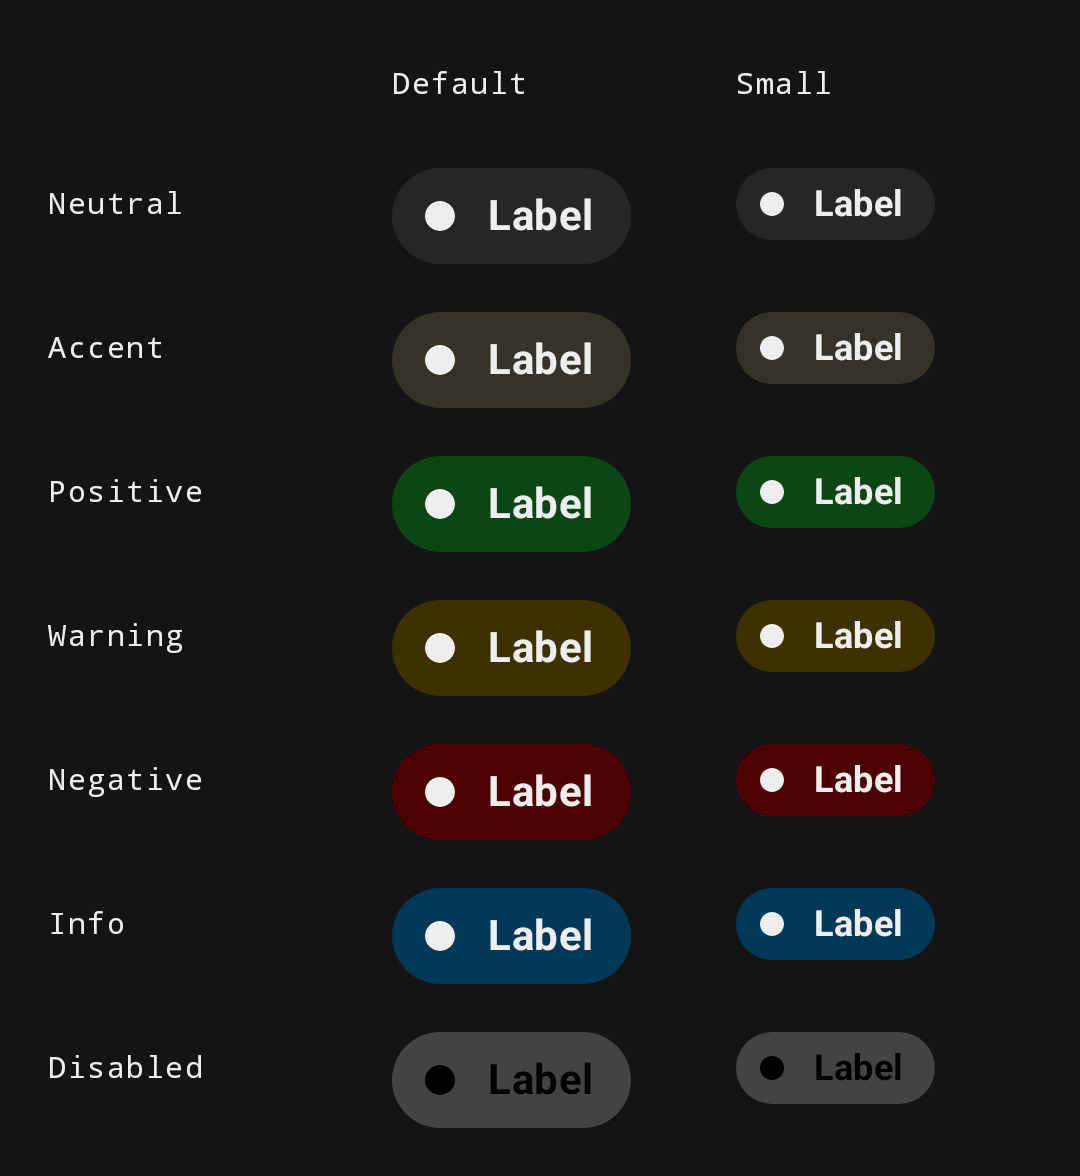 Default Small
Neutral Label Label
Accent Label Label
Positive Label Label
Warning Label Label
Negative Label Label
Info Label Label
Disabled Label Label